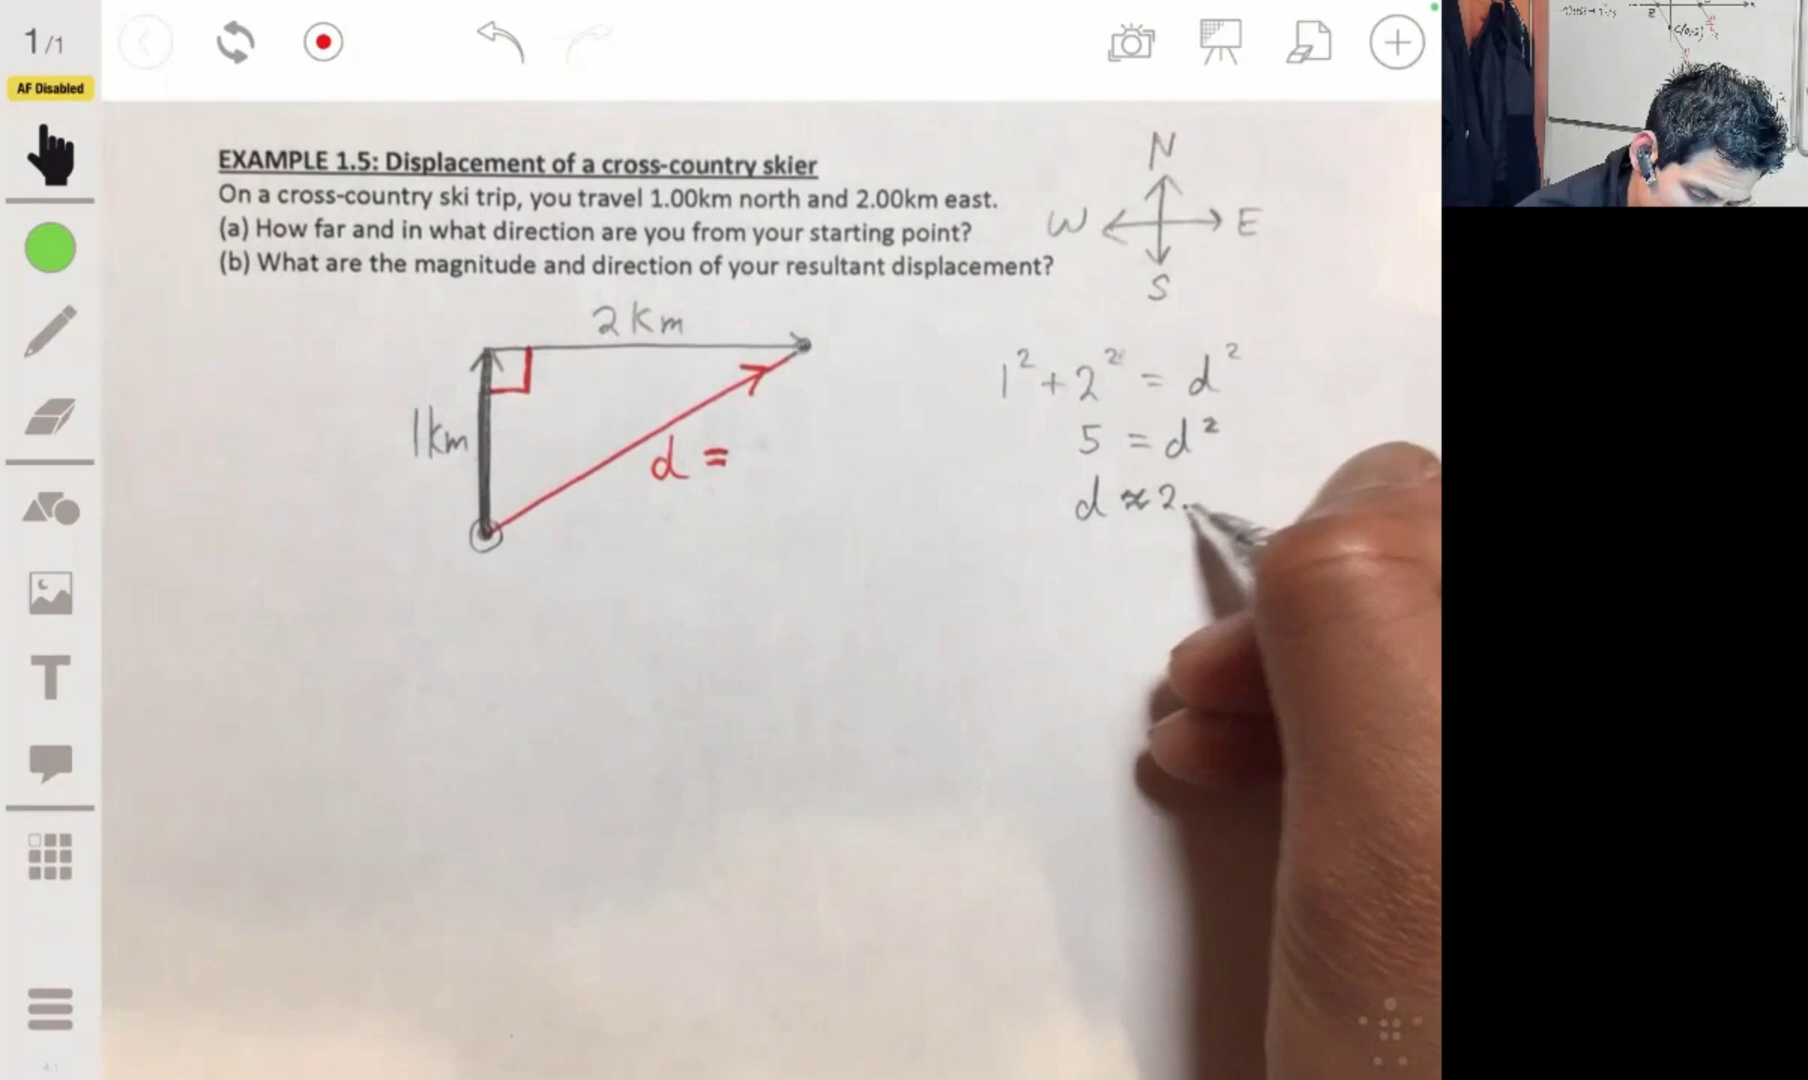 1/1
AF Disabled
EXAMPLE 1.5: Displacement of a cross-country skier
On a cross-country ski trip, you travel 1.00km north and 2.00km east.
(a) How far and in what direction are you from your starting point?
(b) What are the magnitude and direction of your resultant displacement?
N
W E
S
2 km
1 km
d =
1² + 2² = d²
5 = d²
d ≈ 2.
T